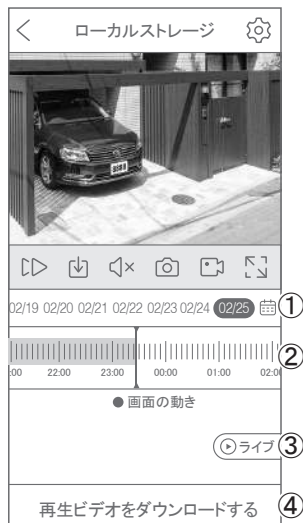 ローカルストレージ
02/19 02/20 02/21 02/22 02/23 02/24 02/25 ①
②
:00 22:00 23:00 00:00 01:00 02:0
●画面の動き
ライブ ③
再生ビデオをダウンロードする ④